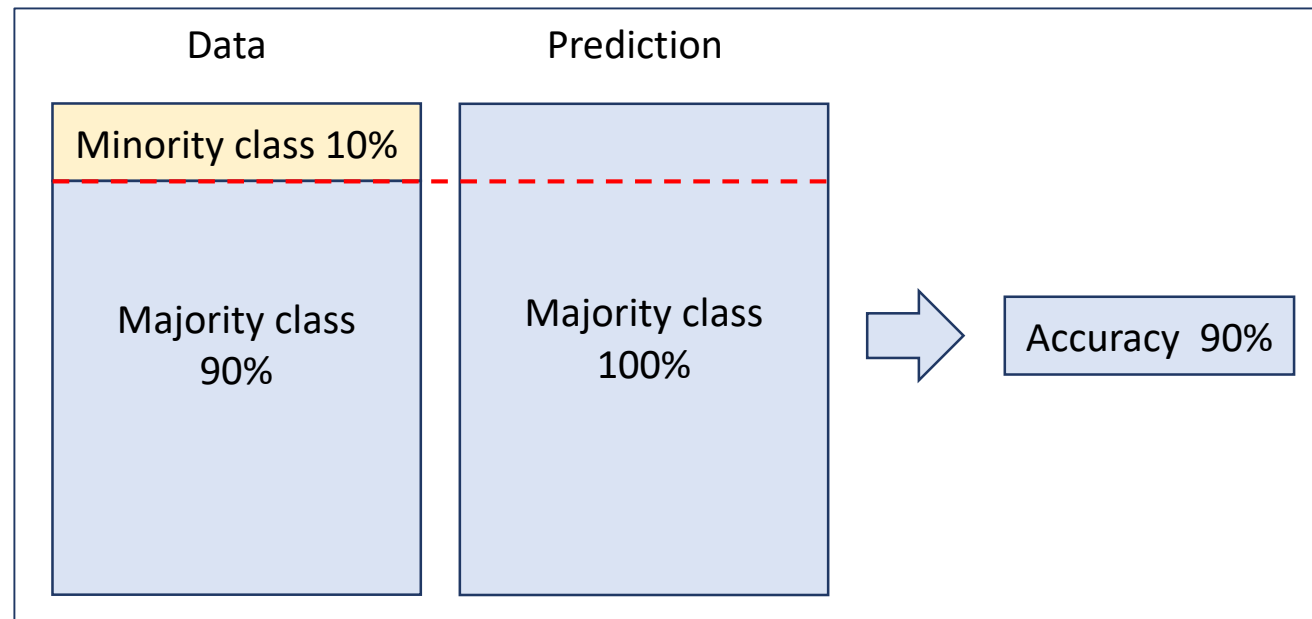 Data
Prediction
Minority class 10%
Majority class
90%
Majority class
100%
Accuracy 90%